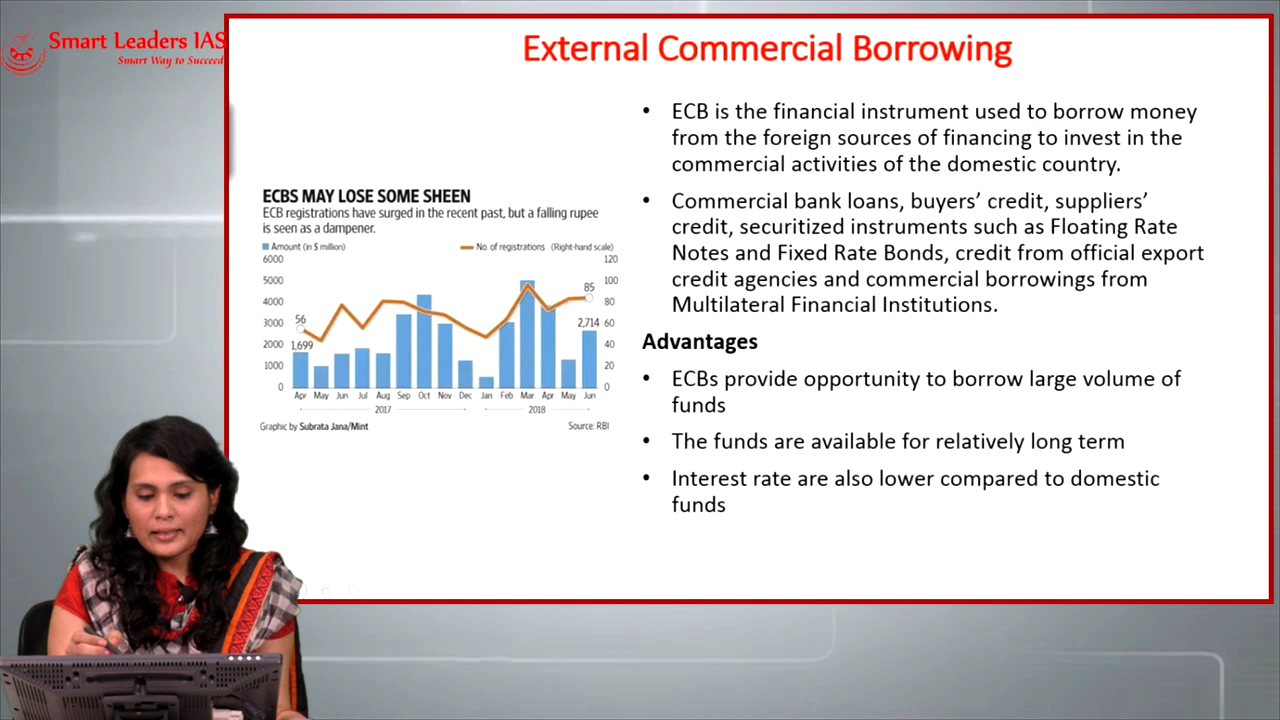 Smart Leaders IAS
Smart Way to Succeed
External Commercial Borrowing
ECBS MAY LOSE SOME SHEEN
ECB registrations have surged in the recent past, but a falling rupee
is seen as a dampener.
Amount (in $ million)
No. of registrations (Right-hand scale)
6000
5000
4000
3000
2000
1000
0
120
100
80
60
40
20
0
56
1,699
85
2,714
Apr May Jun Jul Aug Sep Oct Nov Dec Jan Feb Mar Apr May Jun
2017 2018
Graphic by Subrata Jana/Mint
Source: RBI
• ECB is the financial instrument used to borrow money
from the foreign sources of financing to invest in the
commercial activities of the domestic country.
• Commercial bank loans, buyers’ credit, suppliers’
credit, securitized instruments such as Floating Rate
Notes and Fixed Rate Bonds, credit from official export
credit agencies and commercial borrowings from
Multilateral Financial Institutions.
Advantages
• ECBs provide opportunity to borrow large volume of
funds
• The funds are available for relatively long term
• Interest rate are also lower compared to domestic
funds